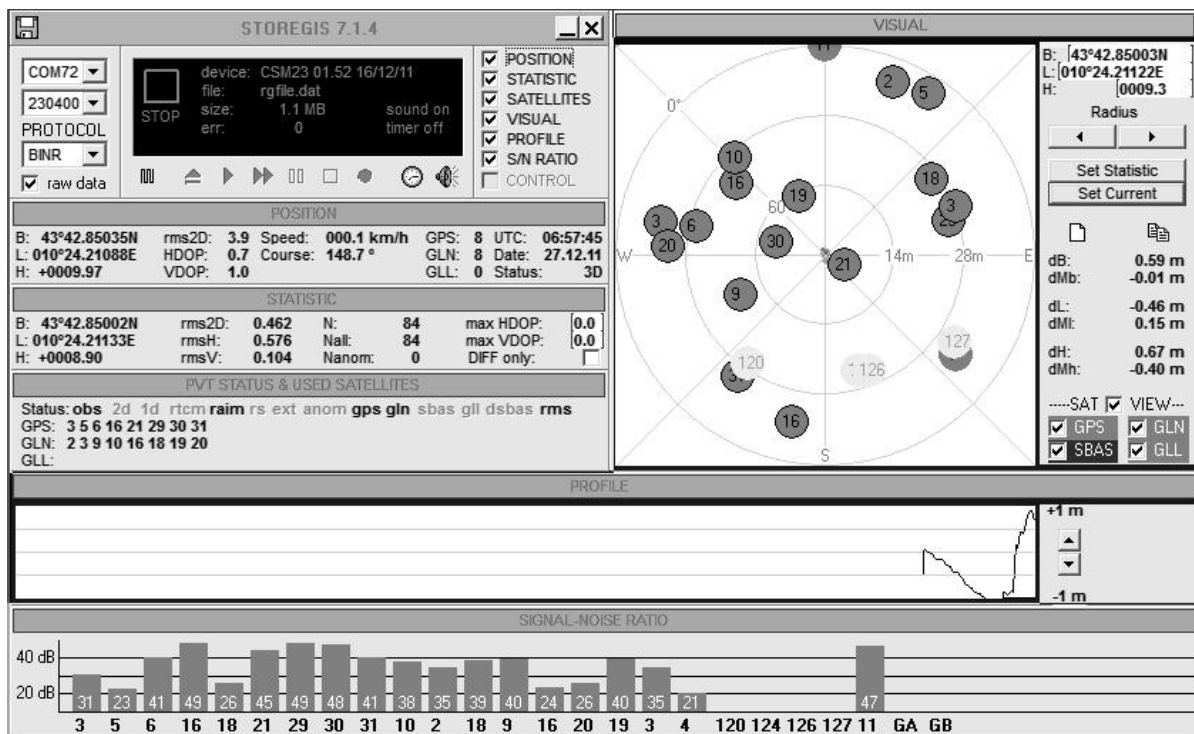 STOREGIS 7.1.4
COM72
230400
PROTOCOL
BINR
raw data
STOP
device: CSM23 01.52 16/12/11
file: rgfile.dat
size: 1.1 MB sound on
err: 0 timer off
POSITION
STATISTIC
SATELLITES
VISUAL
PROFILE
S/N RATIO
CONTROL
POSITION
B: 43°42.85035N rms2D: 3.9 Speed: 000.1 km/h GPS: 8 UTC: 06:57:45
L: 010°24.21088E HDOP: 0.7 Course: 148.7 ° GLN: 8 Date: 27.12.11
H: +0009.97 VDOP: 1.0 GLL: 0 Status: 3D
STATISTIC
B: 43°42.85002N rms2D: 0.462 N: 84 max HDOP: 0.0
L: 010°24.21133E rmsH: 0.576 Nall: 84 max VDOP: 0.0
H: +0008.90 rmsV: 0.104 Nanom: 0 DIFF only:
PVT STATUS & USED SATELLITES
Status: obs 2d 1d rtcm raim rs ext anom gps gln sbas gll dsbas rms
GPS: 3 5 6 16 21 29 30 31
GLN: 2 3 9 10 16 18 19 20
GLL:
VISUAL
11
2
5
0°
10
16
19
18
3
60
3
6
20
30
W
21
14m
28m
E
9
127
120
126
16
S
B: 43°42.85003N
L: 010°24.21122E
H: 0009.3
Radius
Set Statistic
Set Current
dB: 0.59 m
dMb: -0.01 m
dL: -0.46 m
dMl: 0.15 m
dH: 0.67 m
dMh: -0.40 m
----SAT VIEW---
GPS GLN
SBAS GLL
PROFILE
+1 m
-1 m
SIGNAL-NOISE RATIO
40 dB
20 dB
31 23 41 49 26 45 49 48 41 38 35 39 40 24 26 40 35 21 47
3 5 6 16 18 21 29 30 31 10 2 18 9 16 20 19 3 4 120 124 126 127 11 GA GB